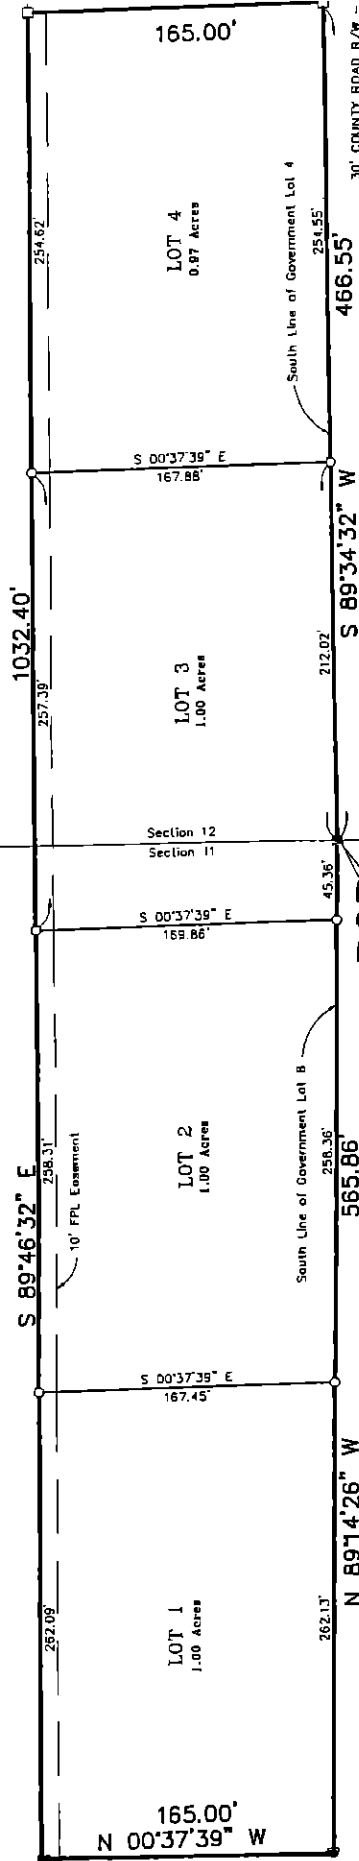 165.00'
30' COUNTY ROAD R/W -
254.62'
LOT 4
0.97 Acres
South Line of Government Lot 4
254.55'
466.55'
S 00°37'39" E
167.88'
1032.40'
S 89°34'32" W
257.39'
LOT 3
1.00 Acres
212.02'
Section 12
Section 11
45.36'
S 00°37'39" E
169.86'
S 89°46'32" E
258.31'
10' FPL Easement
LOT 2
1.00 Acres
South Line of Government Lot 8
258.36'
565.86'
S 00°37'39" E
167.45'
N 89°14'26" W
262.09'
LOT 1
1.00 Acres
262.13'
165.00'
N 00°37'39" W